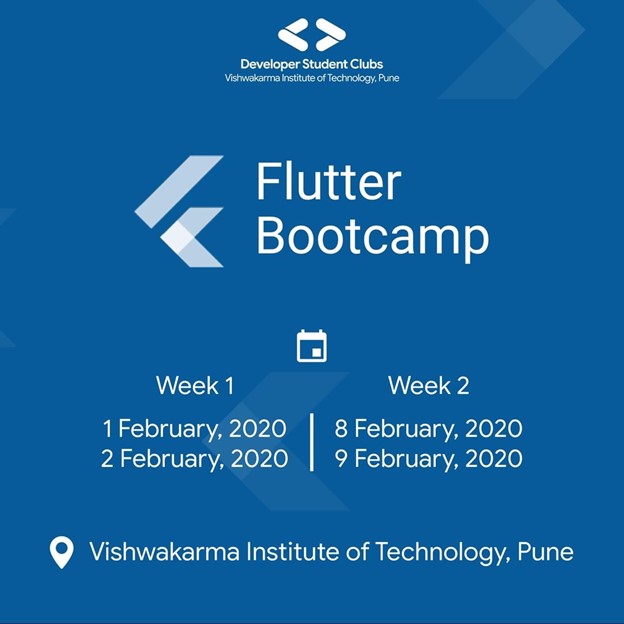 Developer Student Clubs
Vishwakarma Institute of Technology, Pune
Flutter
Bootcamp
Week 1
1 February, 2020
2 February, 2020
Week 2
8 February, 2020
9 February, 2020
Vishwakarma Institute of Technology, Pune